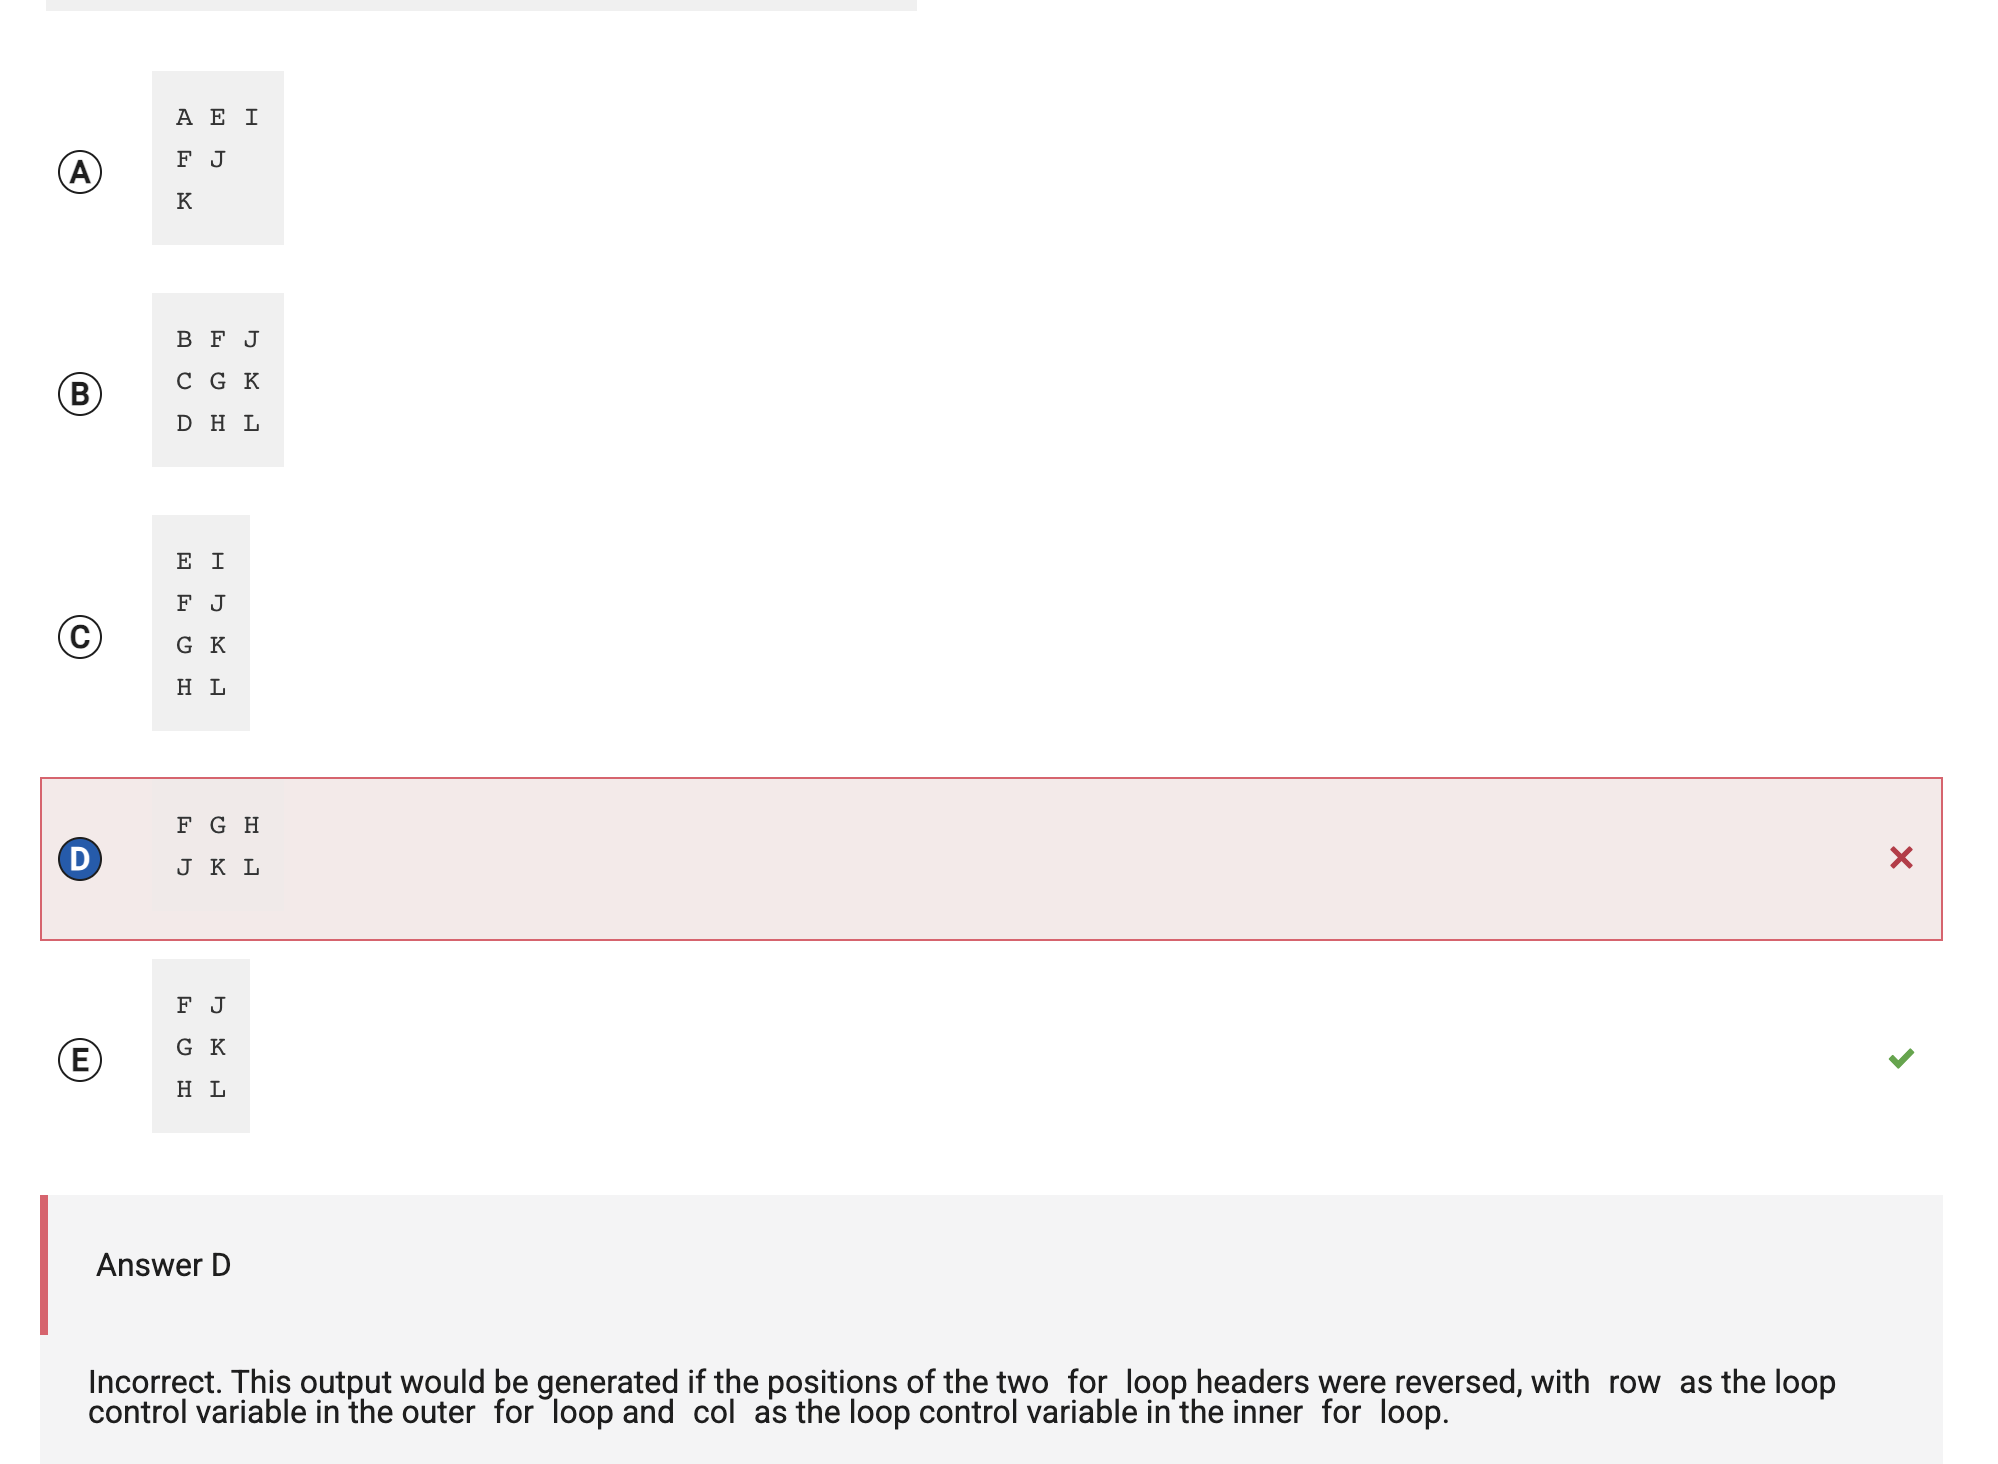 A E I
F J
K
A
B F J
C G K
D H L
B
E I
F J
G K
H L
C
F G H
J K L
D
F J
G K
H L
E
Answer D
Incorrect. This output would be generated if the positions of the two for loop headers were reversed, with row as the loop
control variable in the outer for loop and col as the loop control variable in the inner for loop.